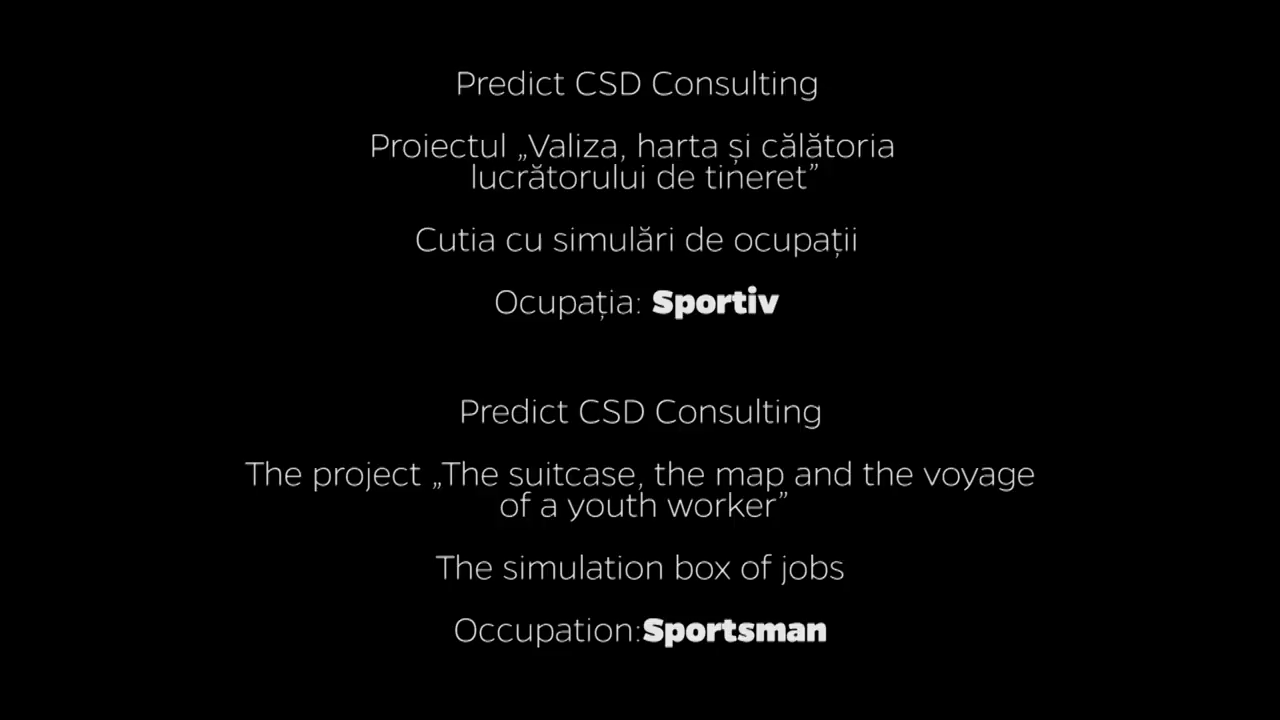 Predict CSD Consulting
Proiectul „Valiza, harta și călătoria
lucrătorului de tineret”
Cutia cu simulări de ocupații
Ocupația: Sportiv
Predict CSD Consulting
The project „The suitcase, the map and the voyage
of a youth worker”
The simulation box of jobs
Occupation:Sportsman